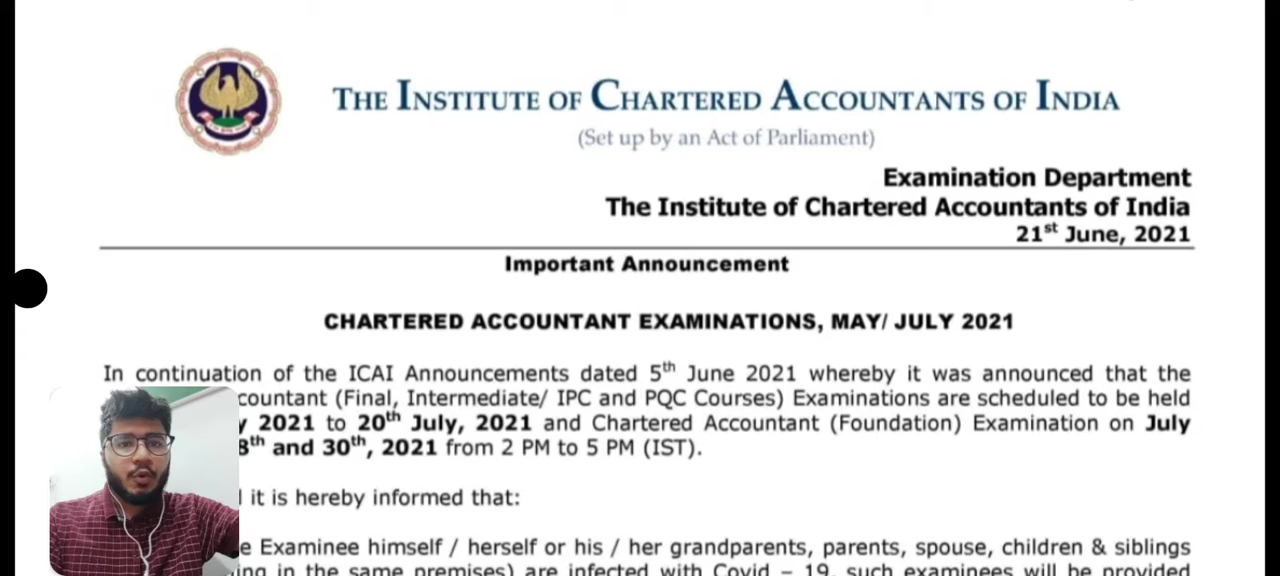 THE INSTITUTE OF CHARTERED ACCOUNTANTS OF INDIA
(Set up by an Act of Parliament)
Examination Department
The Institute of Chartered Accountants of India
21st June, 2021
Important Announcement
CHARTERED ACCOUNTANT EXAMINATIONS, MAY/ JULY 2021
In continuation of the ICAI Announcements dated 5th June 2021 whereby it was announced that the
countant (Final, Intermediate/ IPC and PQC Courses) Examinations are scheduled to be held
y 2021 to 20th July, 2021 and Chartered Accountant (Foundation) Examination on July
8th and 30th, 2021 from 2 PM to 5 PM (IST).
it is hereby informed that:
e Examinee himself / herself or his / her grandparents, parents, spouse, children & siblings
ing in the same premises) are infected with Covid – 19, such examinees will be provided